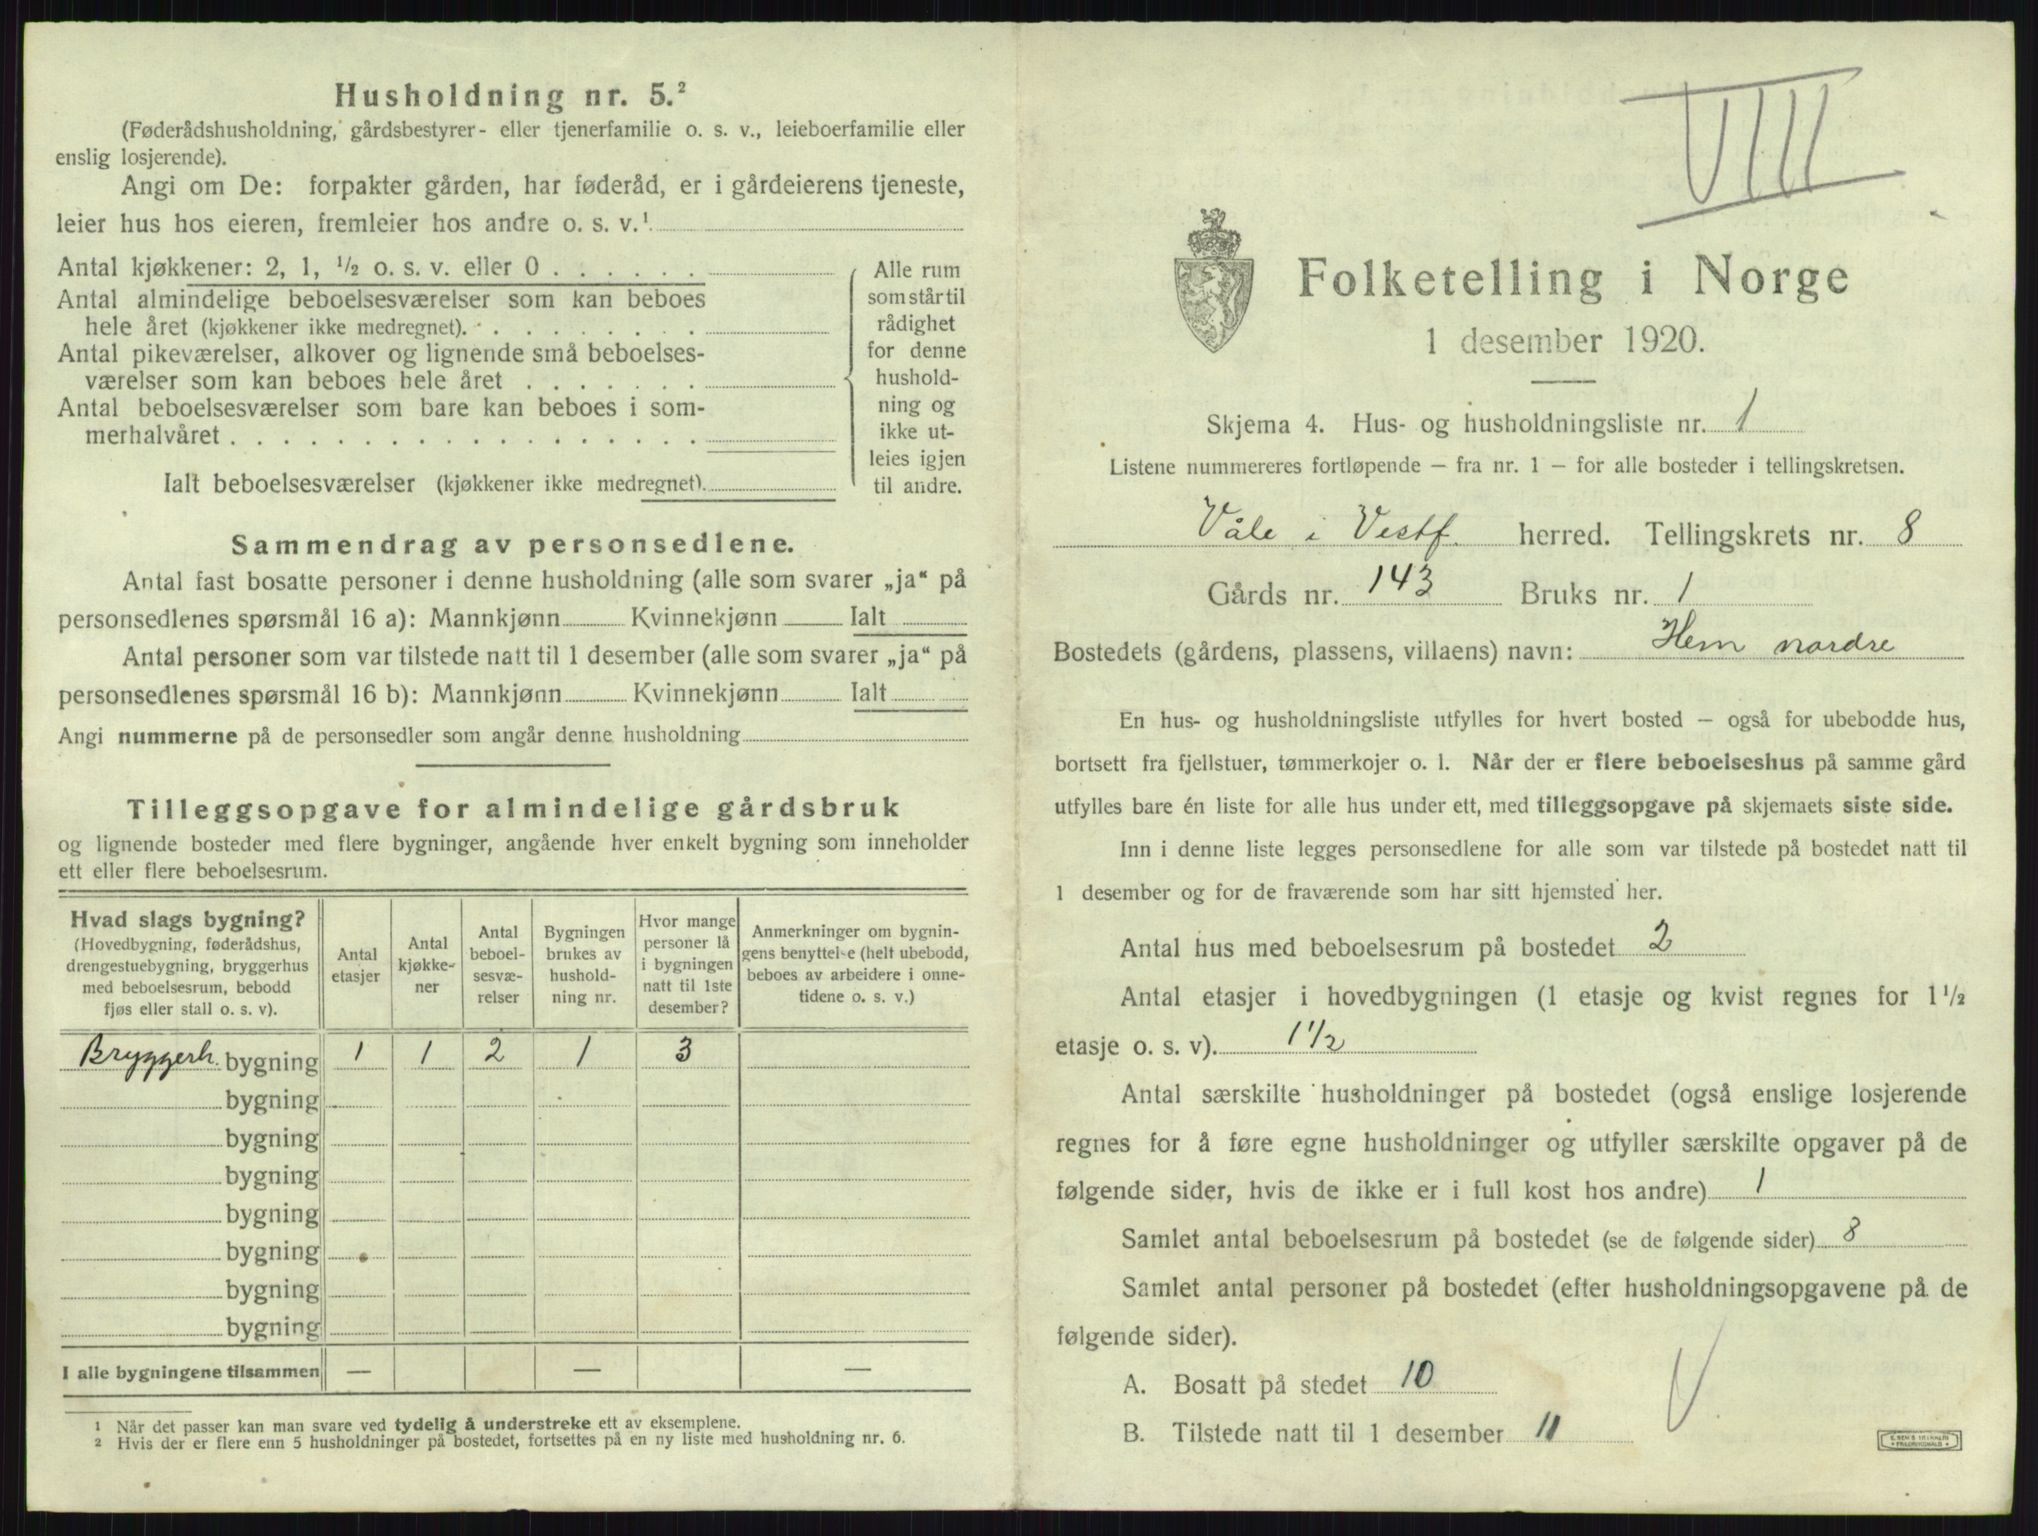 Husholdning nr. 5.²
(Føderådshusholdning, gårdsbestyrer- eller tjenerfamilie o. s. v., leieboerfamilie eller
enslig losjerende).
Angi om De: forpakter gården, har føderåd, er i gårdeierens tjeneste,
leier hus hos eieren, fremleier hos andre o. s. v.¹
Antal kjøkkener: 2, 1, ½ o. s. v. eller 0 . . . . . .
Antal almindelige beboelsesværelser som kan beboes
hele året (kjøkkener ikke medregnet). . . . . . . . .
Antal pikeværelser, alkover og lignende små beboelses-
værelser som kan beboes hele året . . . . . . .
Antal beboelsesværelser som bare kan beboes i som-
merhalvåret . . . . . . . . . . . . . . . . . .
Ialt beboelsesværelser (kjøkkener ikke medregnet).
Alle rum
som står til
rådighet
for denne
hushold-
ning og
ikke ut-
leies igjen
til andre.
Sammendrag av personsedlene.
Antal fast bosatte personer i denne husholdning (alle som svarer „ja“ på
personsedlenes spørsmål 16 a): Mannkjønn Kvinnekjønn Ialt
Antal personer som var tilstede natt til 1 desember (alle som svarer „ja“ på
personsedlenes spørsmål 16 b): Mannkjønn Kvinnekjønn Ialt
Angi nummerne på de personsedler som angår denne husholdning
Tilleggsopgave for almindelige gårdsbruk
og lignende bosteder med flere bygninger, angående hver enkelt bygning som inneholder
ett eller flere beboelsesrum.
Hvad slags bygning?
(Hovedbygning, føderådshus,
drengestuebygning, bryggerhus
med beboelsesrum, bebodd
fjøs eller stall o. s. v).
Antal
etasjer
Antal
kjøkke-
ner
Antal
beboel-
sesvæ-
relser
Bygningen
brukes av
hushold-
ning nr.
Hvor mange
personer lå
i bygningen
natt til 1ste
desember?
Anmerkninger om bygnin-
gens benyttelse (helt ubebodd,
beboes av arbeidere i onne-
tidene o. s. v.)
Bryggerh. bygning 1 1 2 1 3
bygning
bygning
bygning
bygning
bygning
bygning
bygning
I alle bygningene tilsammen — — —
¹ Når det passer kan man svare ved tydelig å understreke ett av eksemplene.
² Hvis der er flere enn 5 husholdninger på bostedet, fortsettes på en ny liste med husholdning nr. 6.
VIII
Folketelling i Norge
1 desember 1920.
Skjema 4. Hus- og husholdningsliste nr. 1
Listene nummereres fortløpende – fra nr. 1 – for alle bosteder i tellingskretsen.
Våle i Vestf. herred. Tellingskrets nr. 8
Gårds nr. 143 Bruks nr. 1
Bostedets (gårdens, plassens, villaens) navn: Hem nordre
En hus- og husholdningsliste utfylles for hvert bosted – også for ubebodde hus,
bortsett fra fjellstuer, tømmerkojer o. l. Når der er flere beboelseshus på samme gård
utfylles bare én liste for alle hus under ett, med tilleggsopgave på skjemaets siste side.
Inn i denne liste legges personsedlene for alle som var tilstede på bostedet natt til
1 desember og for de fraværende som har sitt hjemsted her.
Antal hus med beboelsesrum på bostedet 2
Antal etasjer i hovedbygningen (1 etasje og kvist regnes for 1½
etasje o. s. v). 1½
Antal særskilte husholdninger på bostedet (også enslige losjerende
regnes for å føre egne husholdninger og utfyller særskilte opgaver på de
følgende sider, hvis de ikke er i full kost hos andre) 1
Samlet antal beboelsesrum på bostedet (se de følgende sider) 8
Samlet antal personer på bostedet (efter husholdningsopgavene på de
følgende sider).
A. Bosatt på stedet 10
B. Tilstede natt til 1 desember 11